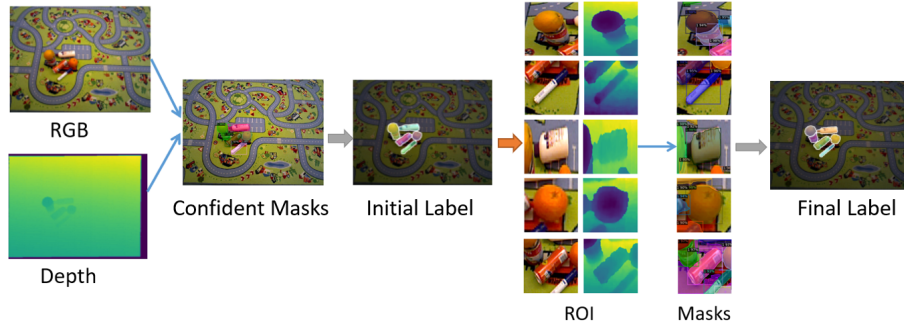 RGB
Depth
Confident Masks
Initial Label
ROI
Masks
Final Label